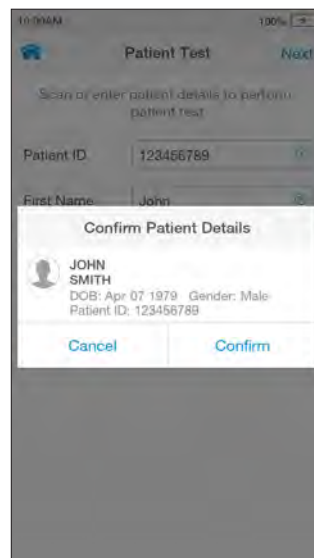 10:00AM 100%
Patient Test Next
Scan or enter patient details to perform
patient test
Patient ID 123456789
First Name John
Confirm Patient Details
JOHN
SMITH
DOB: Apr 07 1979 Gender: Male
Patient ID: 123456789
Cancel Confirm